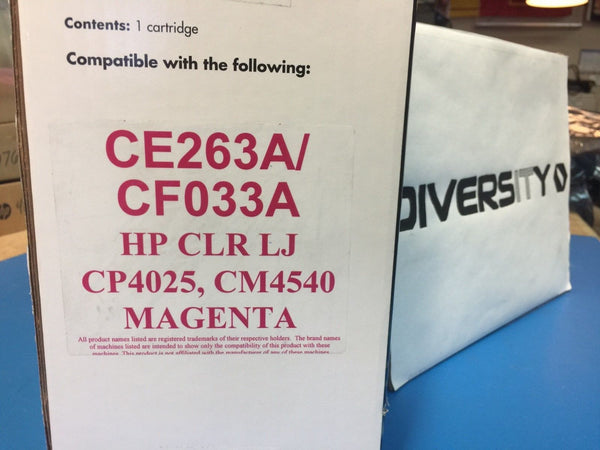 Contents: 1 cartridge
Compatible with the following:
CE263A/
CF033A
HP CLR LJ
CP4025, CM4540
MAGENTA
All product names listed are registered trademarks of their respective holders. The brand names
of machines listed are intended to show only the compatibility of this product with these
machines. This product is not affiliated with the manufacturer of any of these machines
DIVERSITY